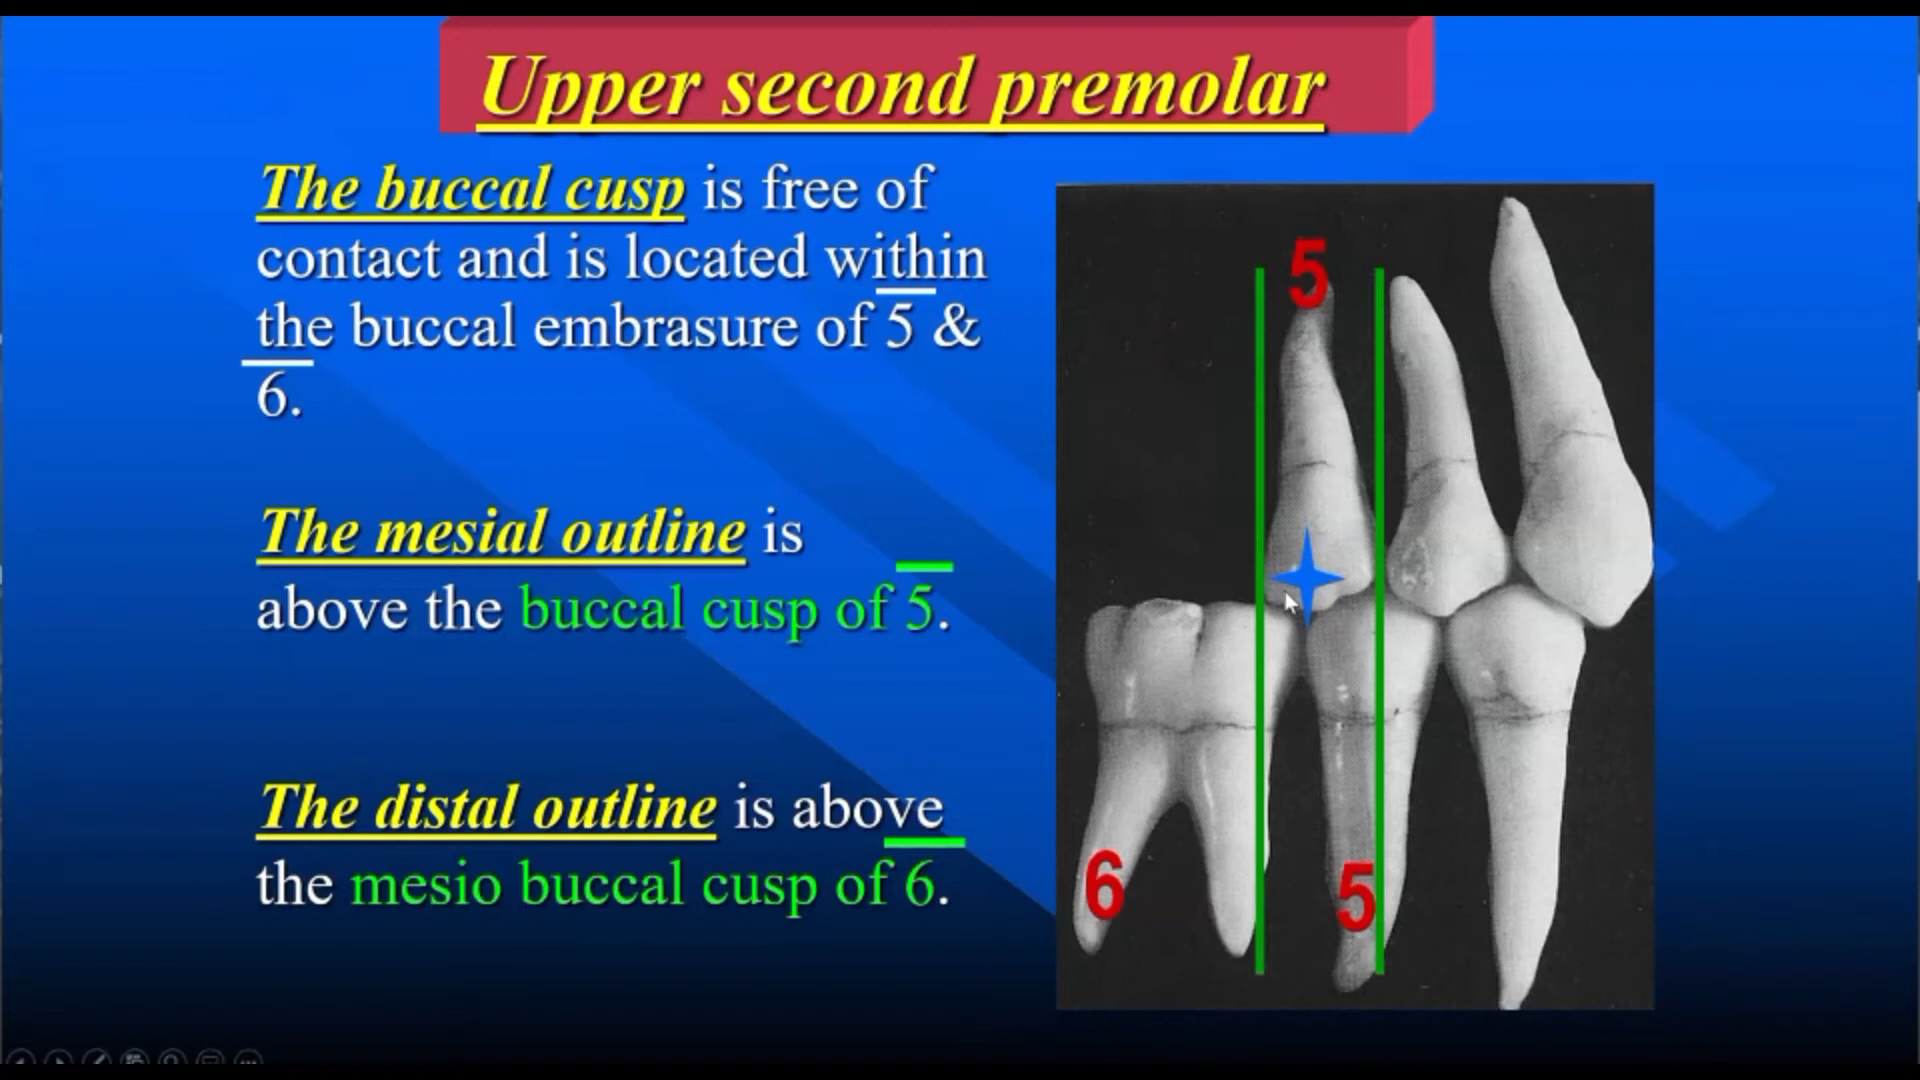 Upper second premolar
The buccal cusp is free of
contact and is located within
the buccal embrasure of 5 &
6.
The mesial outline is
above the buccal cusp of 5.
The distal outline is above
the mesio buccal cusp of 6.
5
6
5